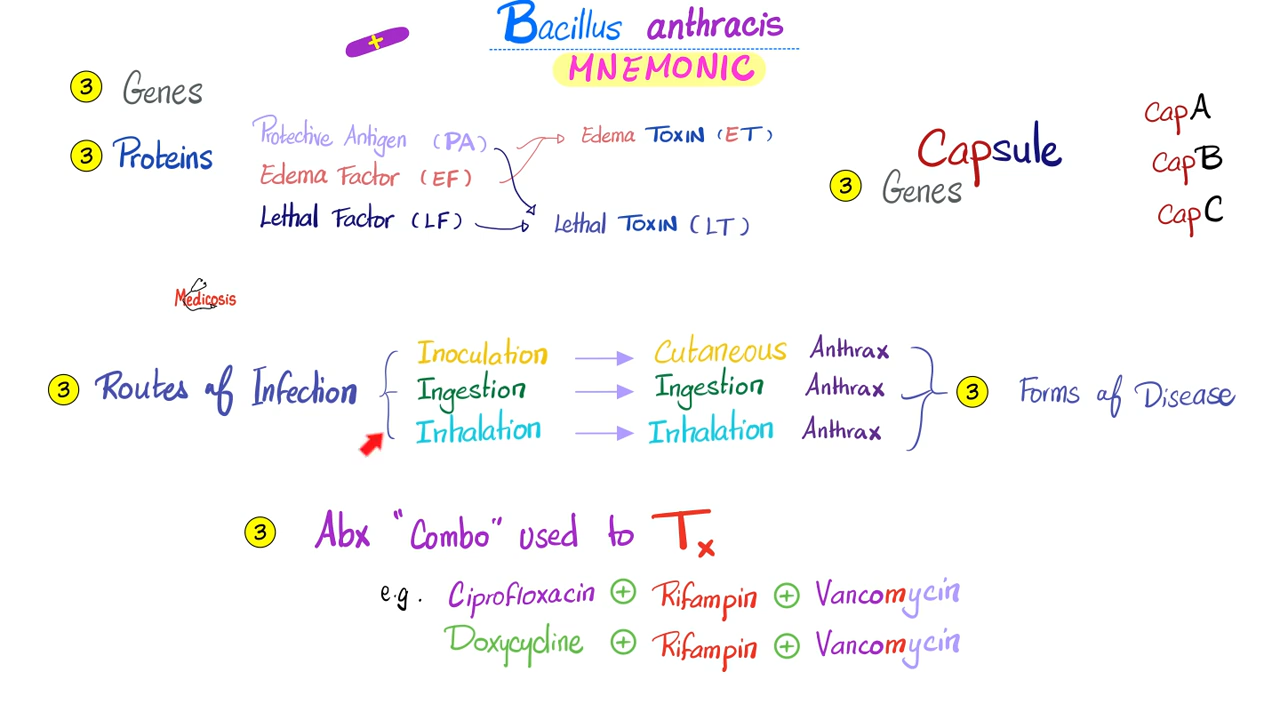 Bacillus anthracis
MNEMONIC
+
3 Genes
3 Proteins
Protective Antigen (PA)
Edema Factor (EF)
Lethal Factor (LF)
Edema TOXIN (ET)
Lethal TOXIN (LT)
Capsule
3 Genes
CapA
CapB
CapC
Medicosis
3 Routes of Infection
Inoculation Cutaneous Anthrax
Ingestion Ingestion Anthrax
Inhalation Inhalation Anthrax
3 Forms of Disease
3 Abx "Combo" used to Tx
e.g. Ciprofloxacin + Rifampin + Vancomycin
Doxycycline + Rifampin + Vancomycin